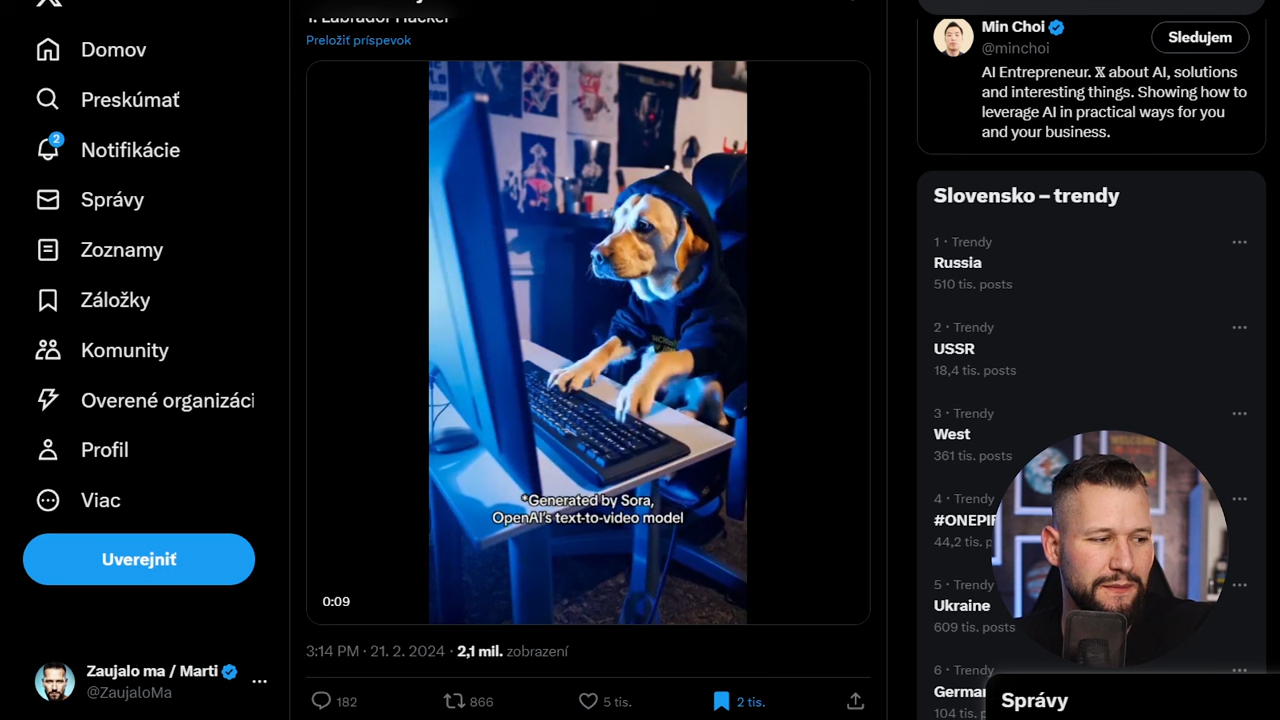 Domov
Preskúmať
2
Notifikácie
Správy
Zoznamy
Záložky
Komunity
Overené organizáci
Profil
Viac
Uverejniť
Zaujalo ma / Marti
@ZaujaloMa
1. Labrador Hacker
Preložiť príspevok
*Generated by Sora,
OpenAI's text-to-video model
0:09
3:14 PM · 21. 2. 2024 · 2,1 mil. zobrazení
182
866
5 tis.
2 tis.
Min Choi
@minchoi
Sledujem
AI Entrepreneur. 𝕏 about AI, solutions
and interesting things. Showing how to
leverage AI in practical ways for you
and your business.
Slovensko – trendy
1 · Trendy
Russia
510 tis. posts
2 · Trendy
USSR
18,4 tis. posts
3 · Trendy
West
361 tis. posts
4 · Trendy
#ONEPI
44,2 tis. p
5 · Trendy
Ukraine
609 tis. posts
6 · Trendy
German
104 tis.
Správy